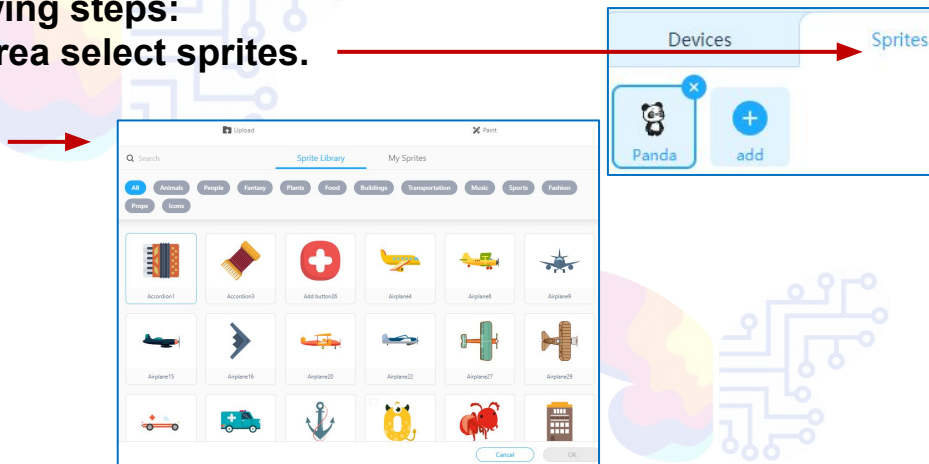 ving steps:
rea select sprites.
Devices
Sprites
Panda
add
Upload
Paint
Search
Sprite Library
My Sprites
All
Animals
People
Fantasy
Plants
Food
Buildings
Transportation
Music
Sports
Fashion
Props
Icons
Accordion1
Accordion3
Add button26
Airplane4
Airplane6
Airplane9
Airplane15
Airplane16
Airplane20
Airplane22
Airplane27
Airplane29
Cancel
OK